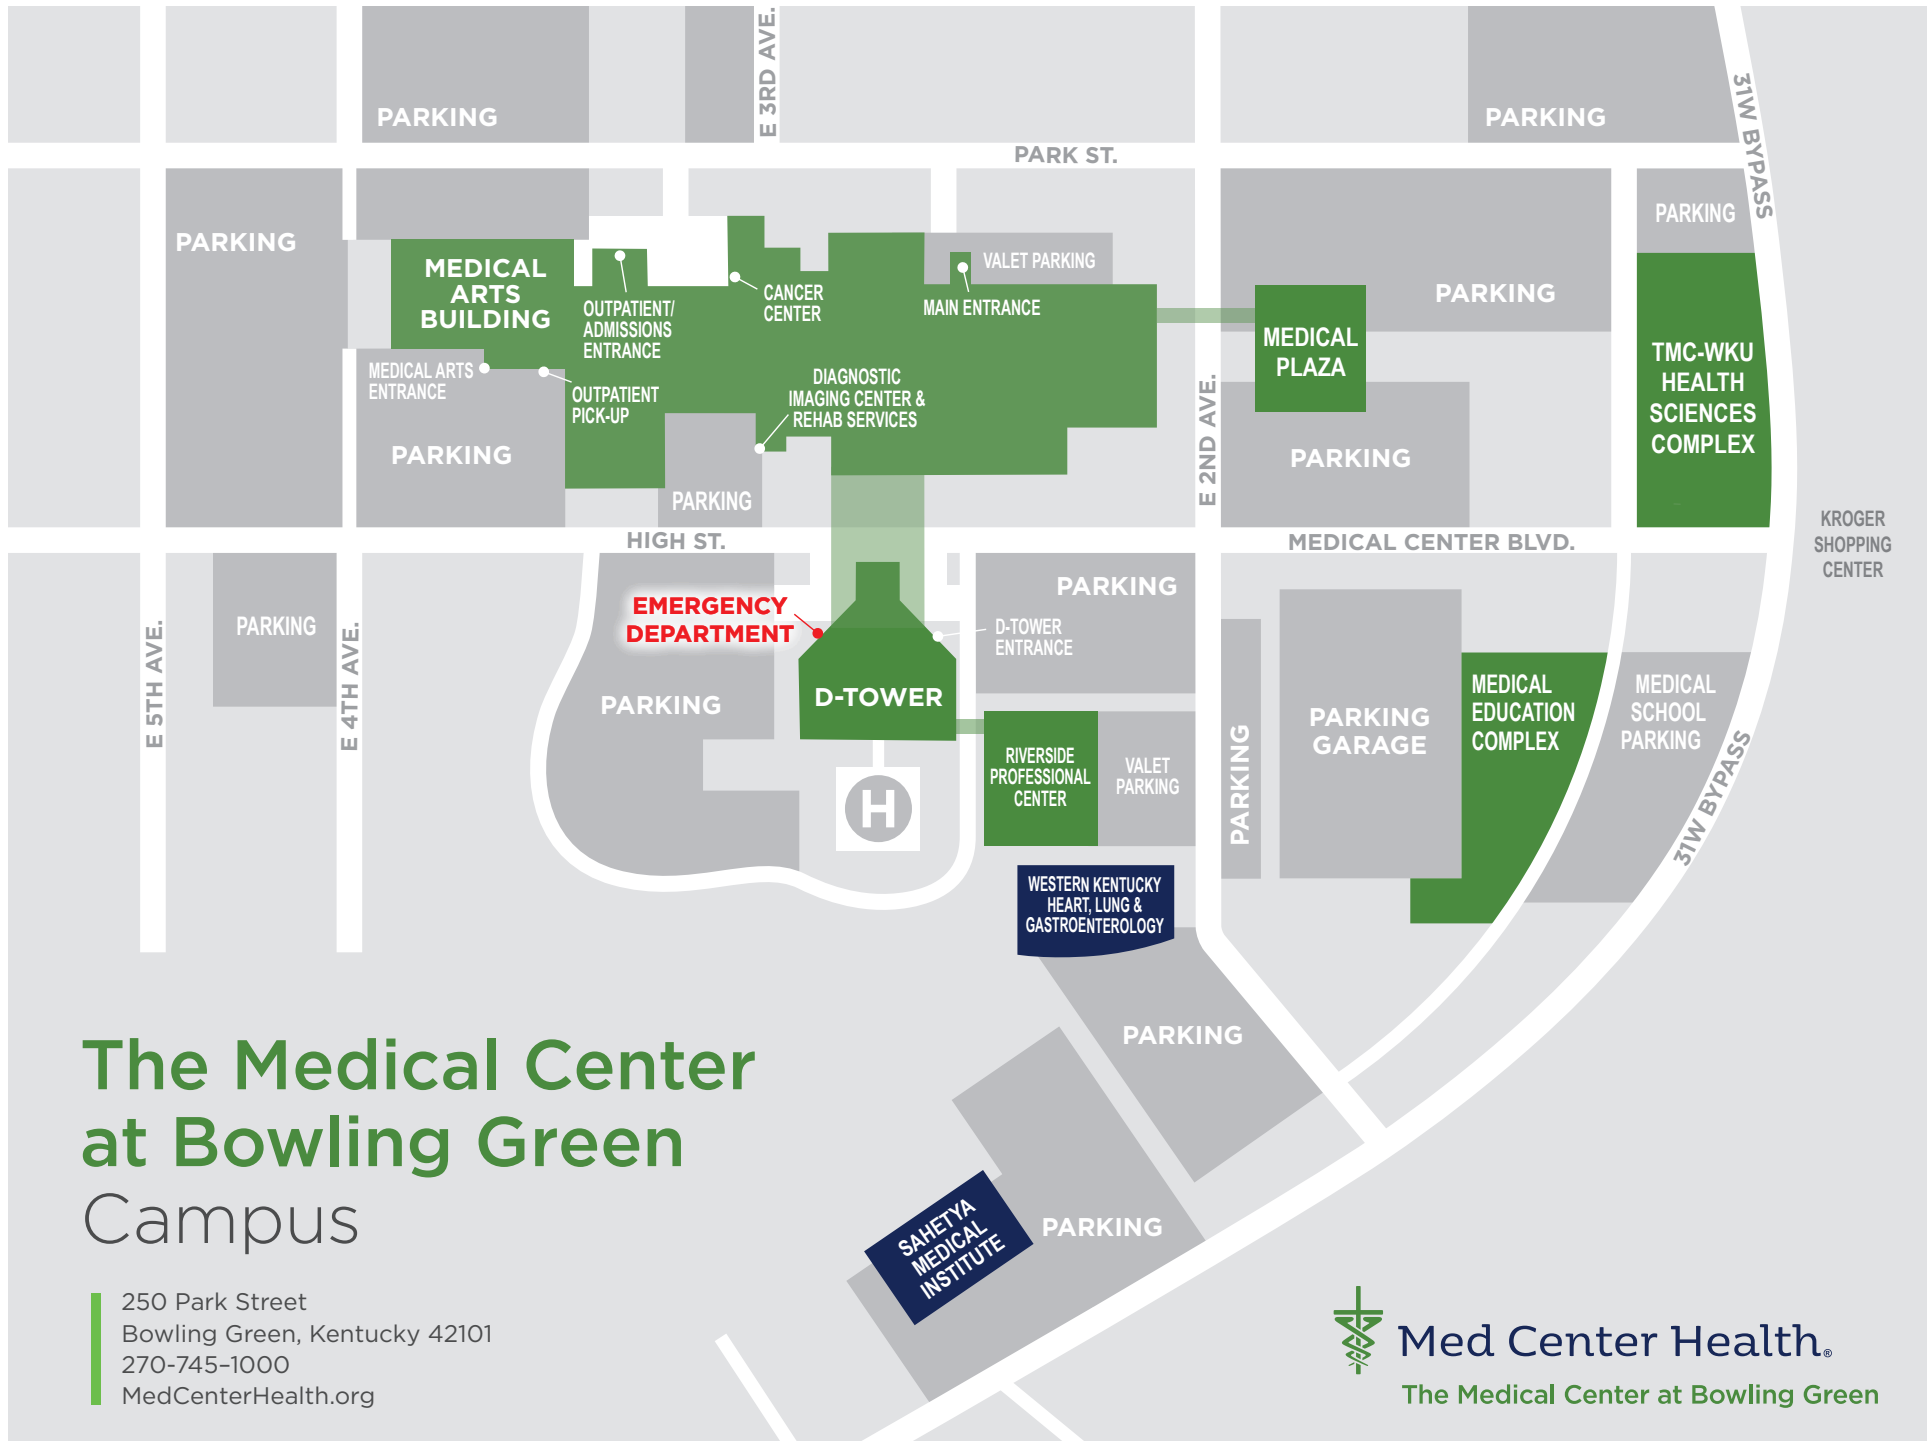 E 3RD AVE.
31W BYPASS
PARKING
PARKING
PARK ST.
PARKING
PARKING
MEDICAL
ARTS
BUILDING
OUTPATIENT/
ADMISSIONS
ENTRANCE
CANCER
CENTER
VALET PARKING
MAIN ENTRANCE
PARKING
MEDICAL
PLAZA
TMC-WKU
HEALTH
SCIENCES
COMPLEX
MEDICAL ARTS
ENTRANCE
OUTPATIENT
PICK-UP
DIAGNOSTIC
IMAGING CENTER &
REHAB SERVICES
E 2ND AVE.
PARKING
PARKING
PARKING
KROGER
SHOPPING
CENTER
HIGH ST.
MEDICAL CENTER BLVD.
PARKING
EMERGENCY
DEPARTMENT
PARKING
D-TOWER
ENTRANCE
E 5TH AVE.
E 4TH AVE.
PARKING
D-TOWER
MEDICAL
EDUCATION
COMPLEX
MEDICAL
SCHOOL
PARKING
PARKING
GARAGE
PARKING
RIVERSIDE
PROFESSIONAL
CENTER
VALET
PARKING
H
31W BYPASS
WESTERN KENTUCKY
HEART, LUNG &
GASTROENTEROLOGY
PARKING
SAHETYA
MEDICAL
INSTITUTE
PARKING
The Medical Center
at Bowling Green
Campus
250 Park Street
Bowling Green, Kentucky 42101
270-745-1000
MedCenterHealth.org
Med Center Health®
The Medical Center at Bowling Green